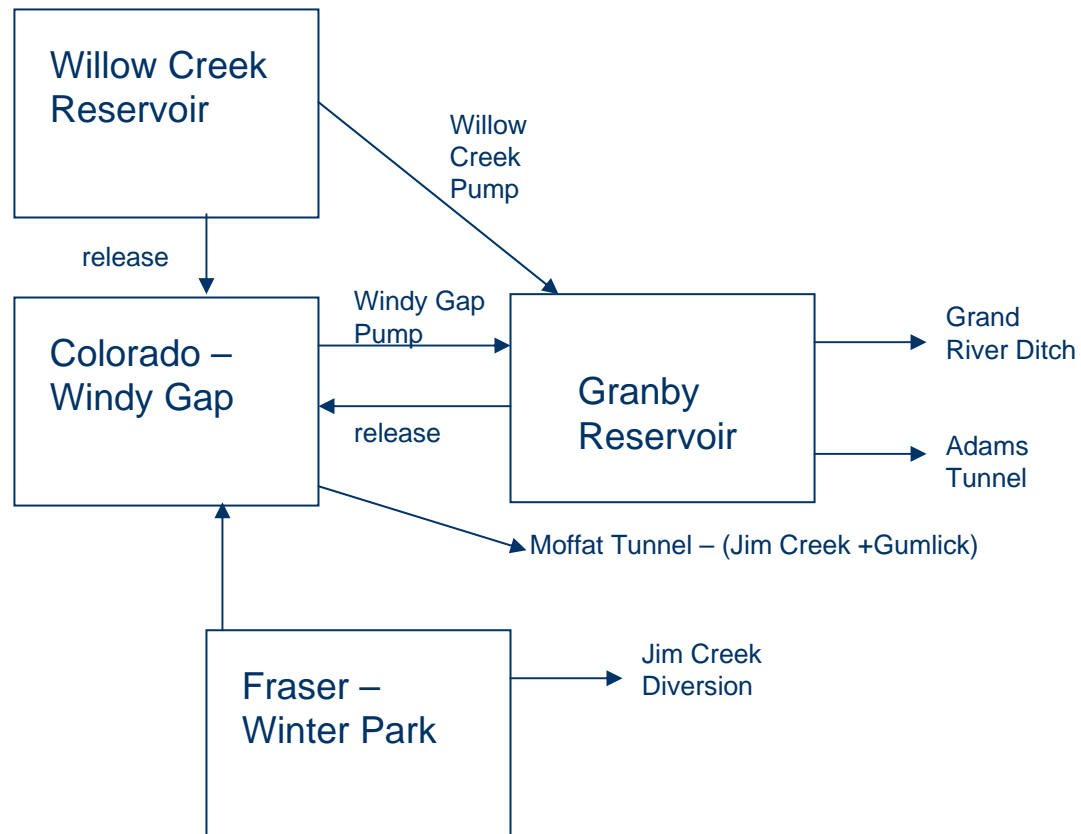 Willow Creek
Reservoir
Willow
Creek
Pump
release
Windy Gap
Pump
Colorado –
Windy Gap
release
Granby
Reservoir
Grand
River Ditch
Adams
Tunnel
Moffat Tunnel – (Jim Creek +Gumlick)
Fraser –
Winter Park
Jim Creek
Diversion